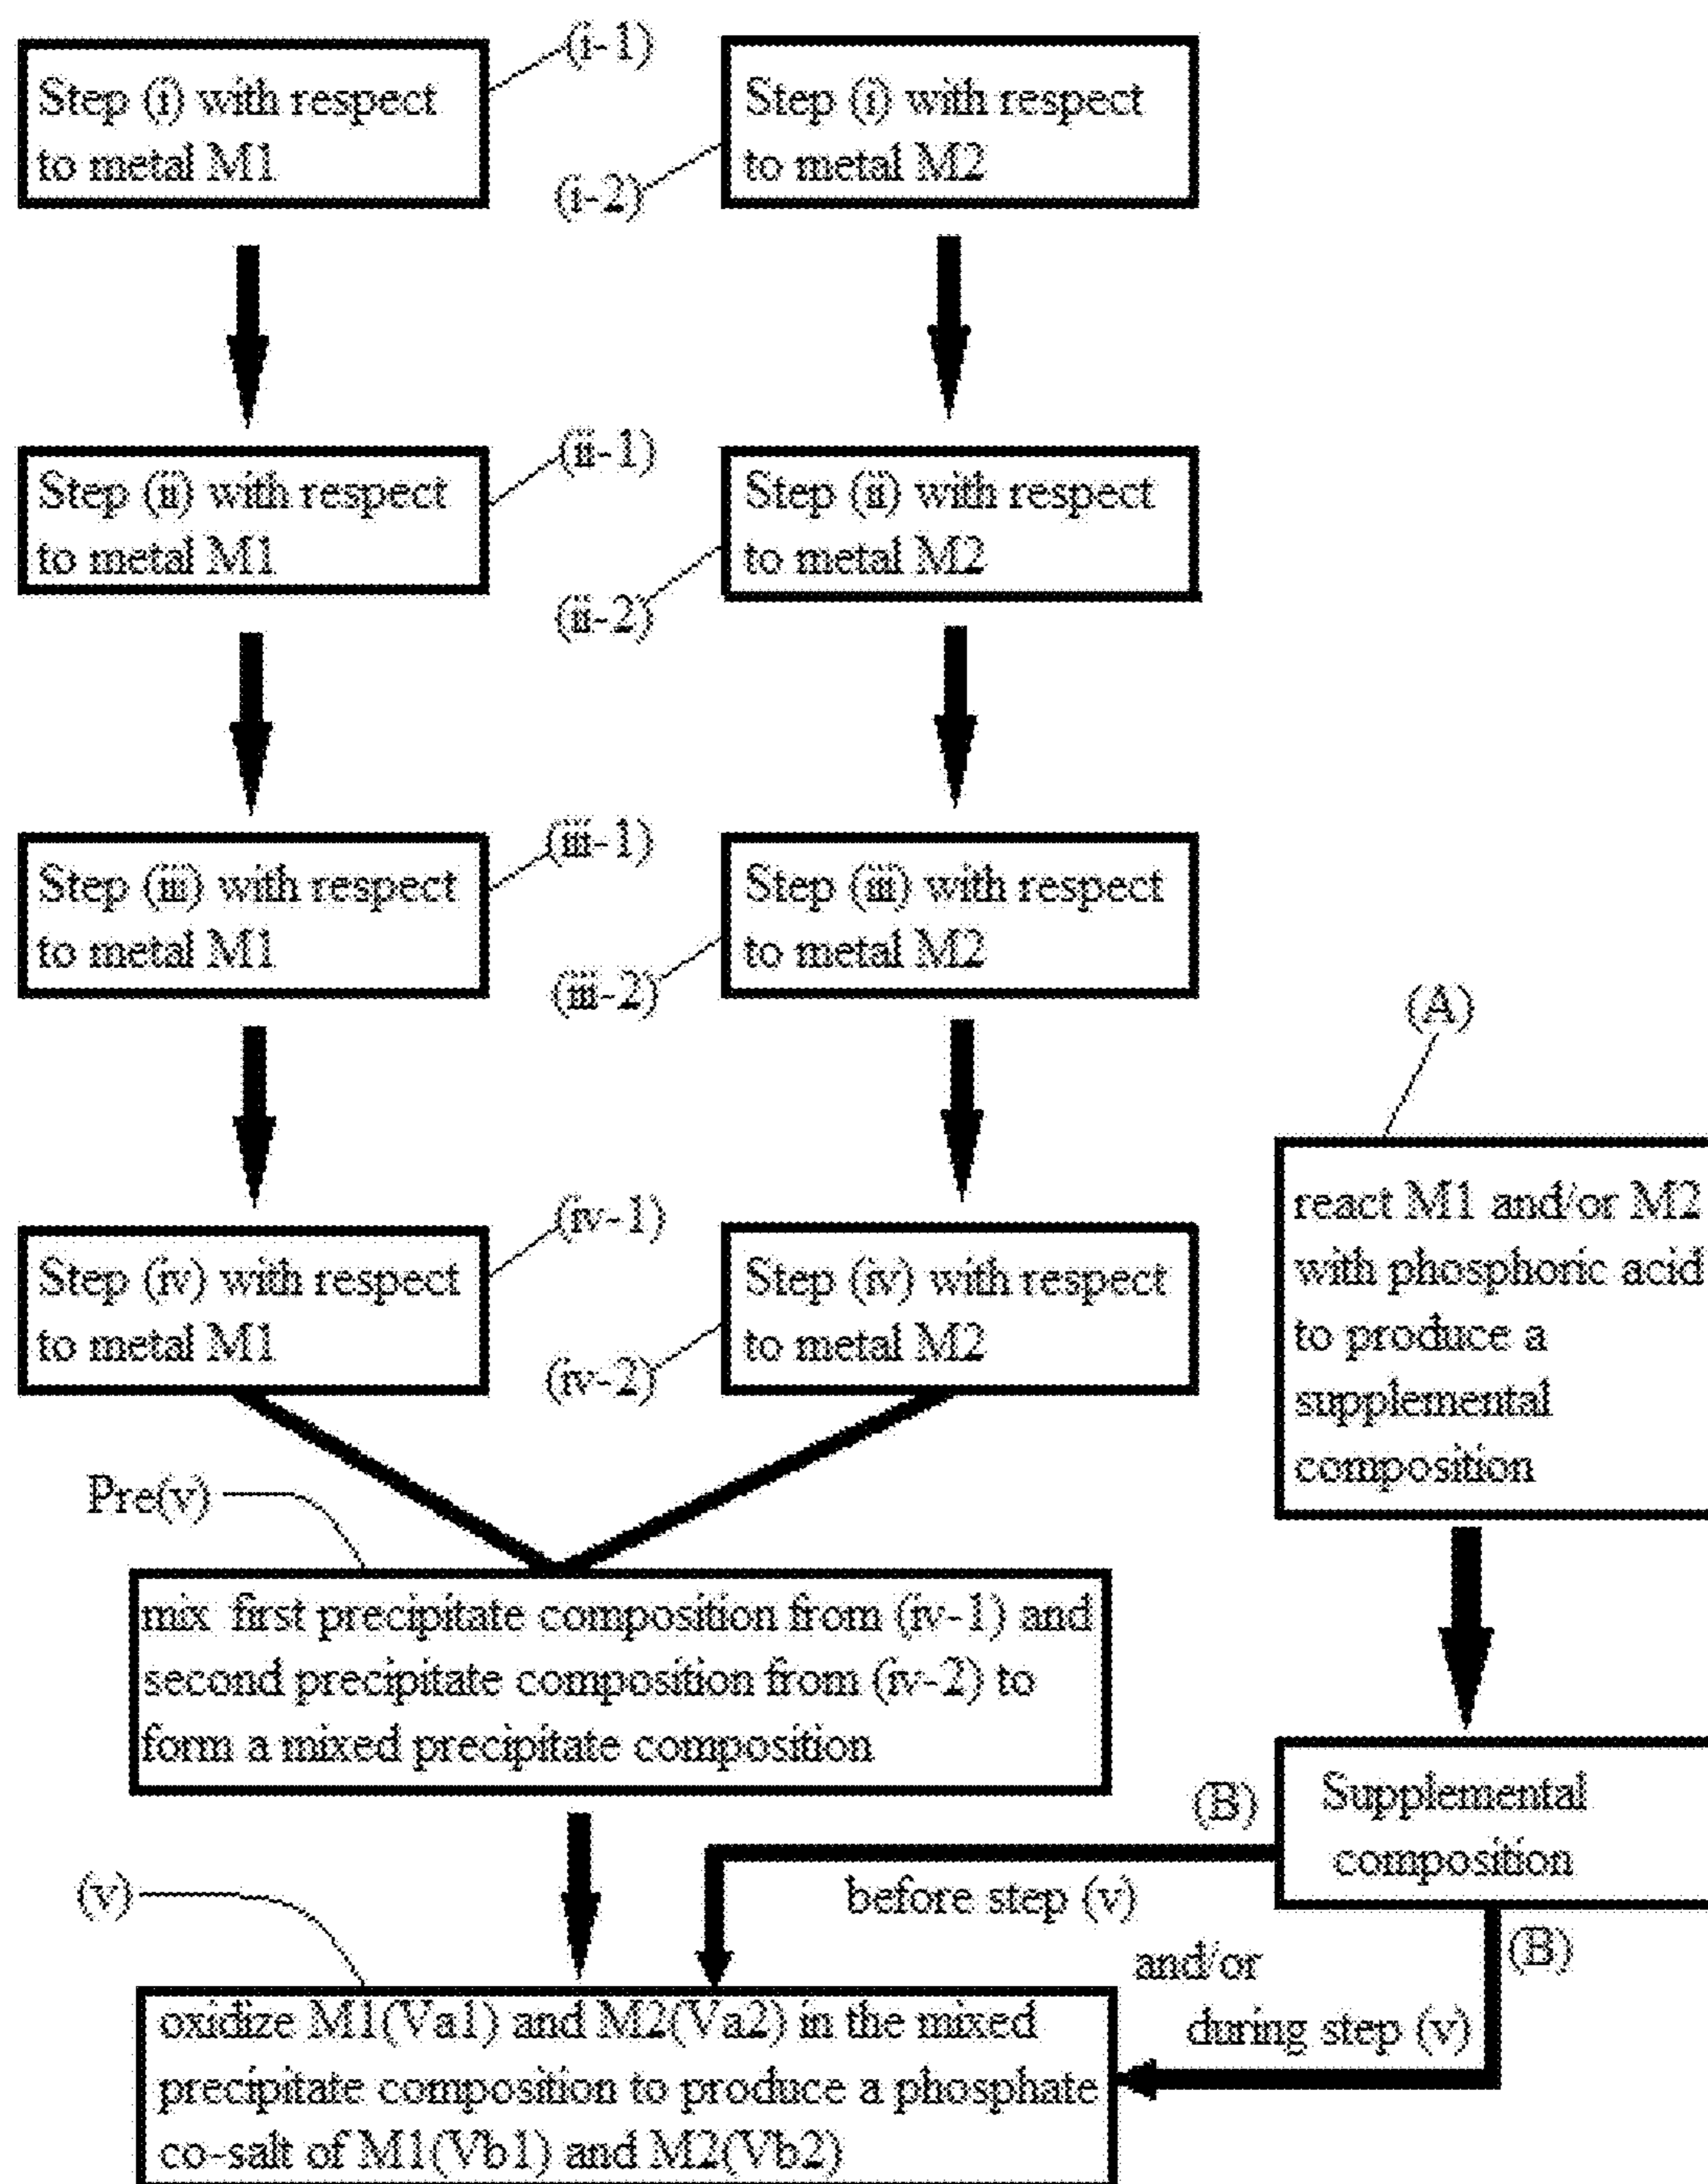 (i-1)
Step (i) with respect
to metal M1
Step (i) with respect
to metal M2
(i-2)
(ii-1)
Step (ii) with respect
to metal M1
Step (ii) with respect
to metal M2
(ii-2)
(iii-1)
Step (iii) with respect
to metal M1
Step (iii) with respect
to metal M2
(iii-2)
(A)
react M1 and/or M2
with phosphoric acid
to produce a
supplemental
composition
(iv-1)
Step (iv) with respect
to metal M1
Step (iv) with respect
to metal M2
(iv-2)
Pre(v)
mix first precipitate composition from (iv-1) and
second precipitate composition from (iv-2) to
form a mixed precipitate composition
(B)
Supplemental
composition
before step (v)
(B)
and/or
during step (v)
(v)
oxidize M1(Va1) and M2(Va2) in the mixed
precipitate composition to produce a phosphate
co-salt of M1(Vb1) and M2(Vb2)